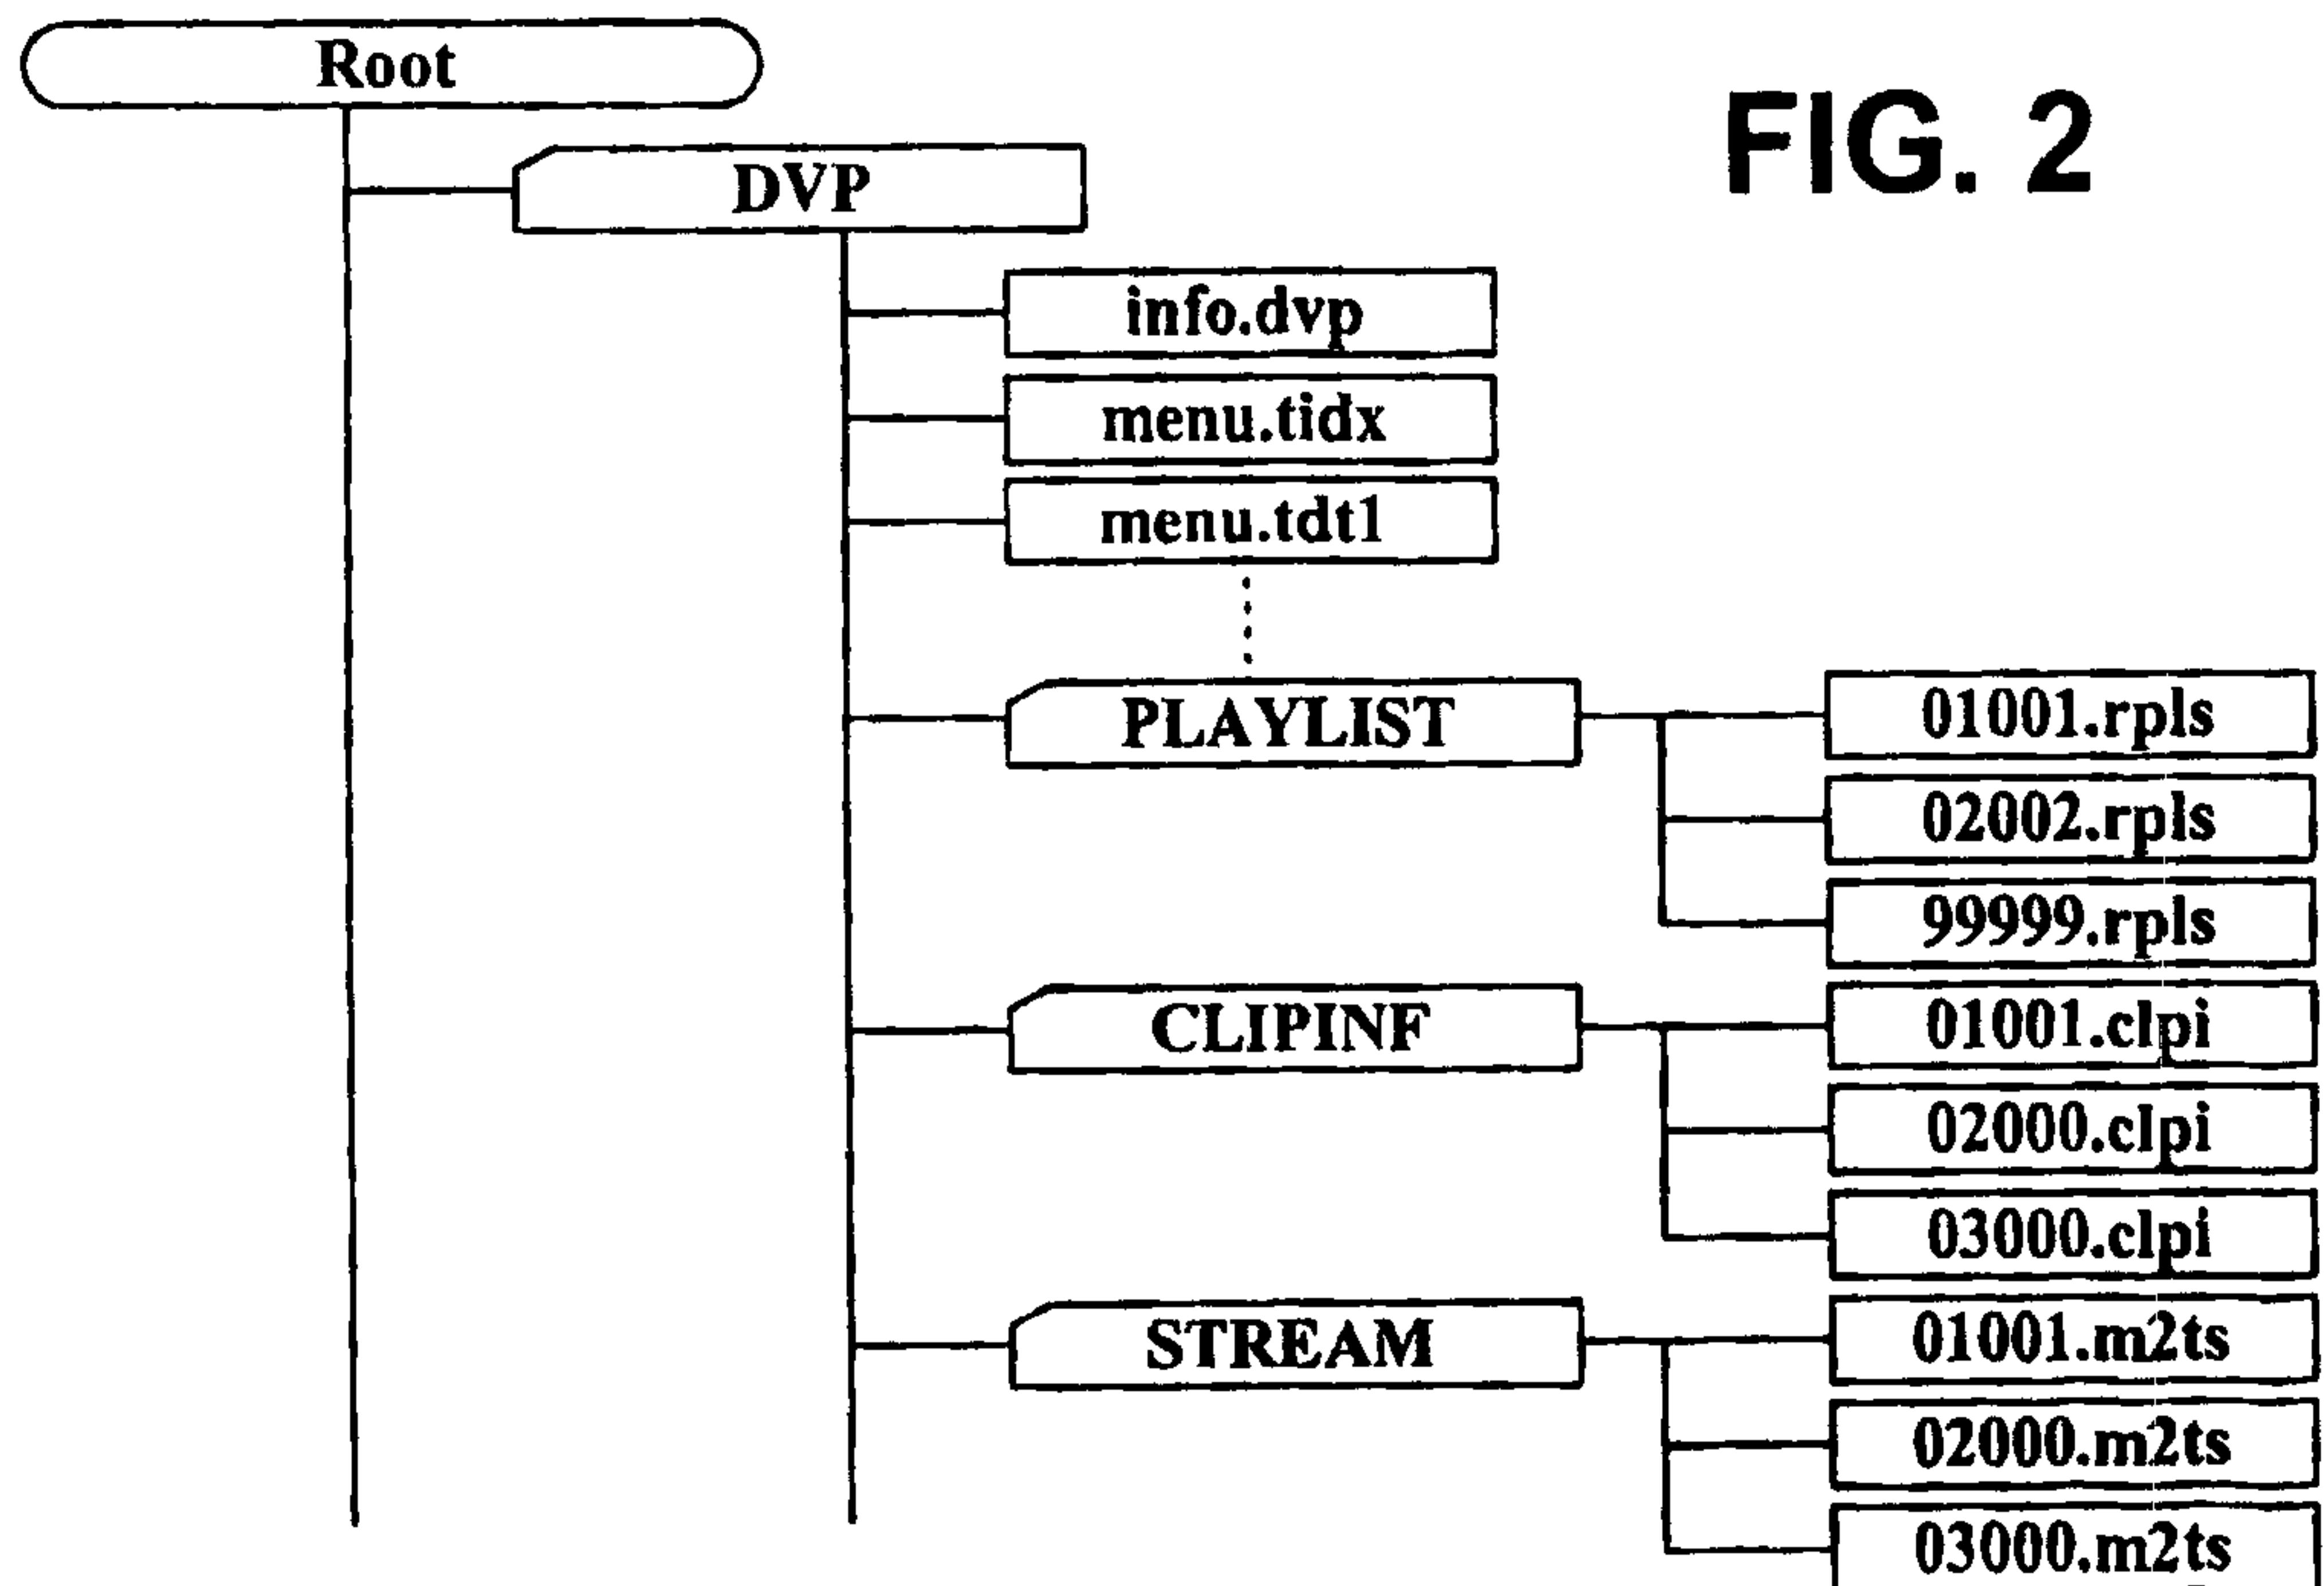 Root
FIG. 2
DVP
info.dvp
menu.tidx
menu.tdt1
PLAYLIST
01001.rpls
02002.rpls
99999.rpls
CLIPINF
01001.clpi
02000.clpi
03000.clpi
STREAM
01001.m2ts
02000.m2ts
03000.m2ts